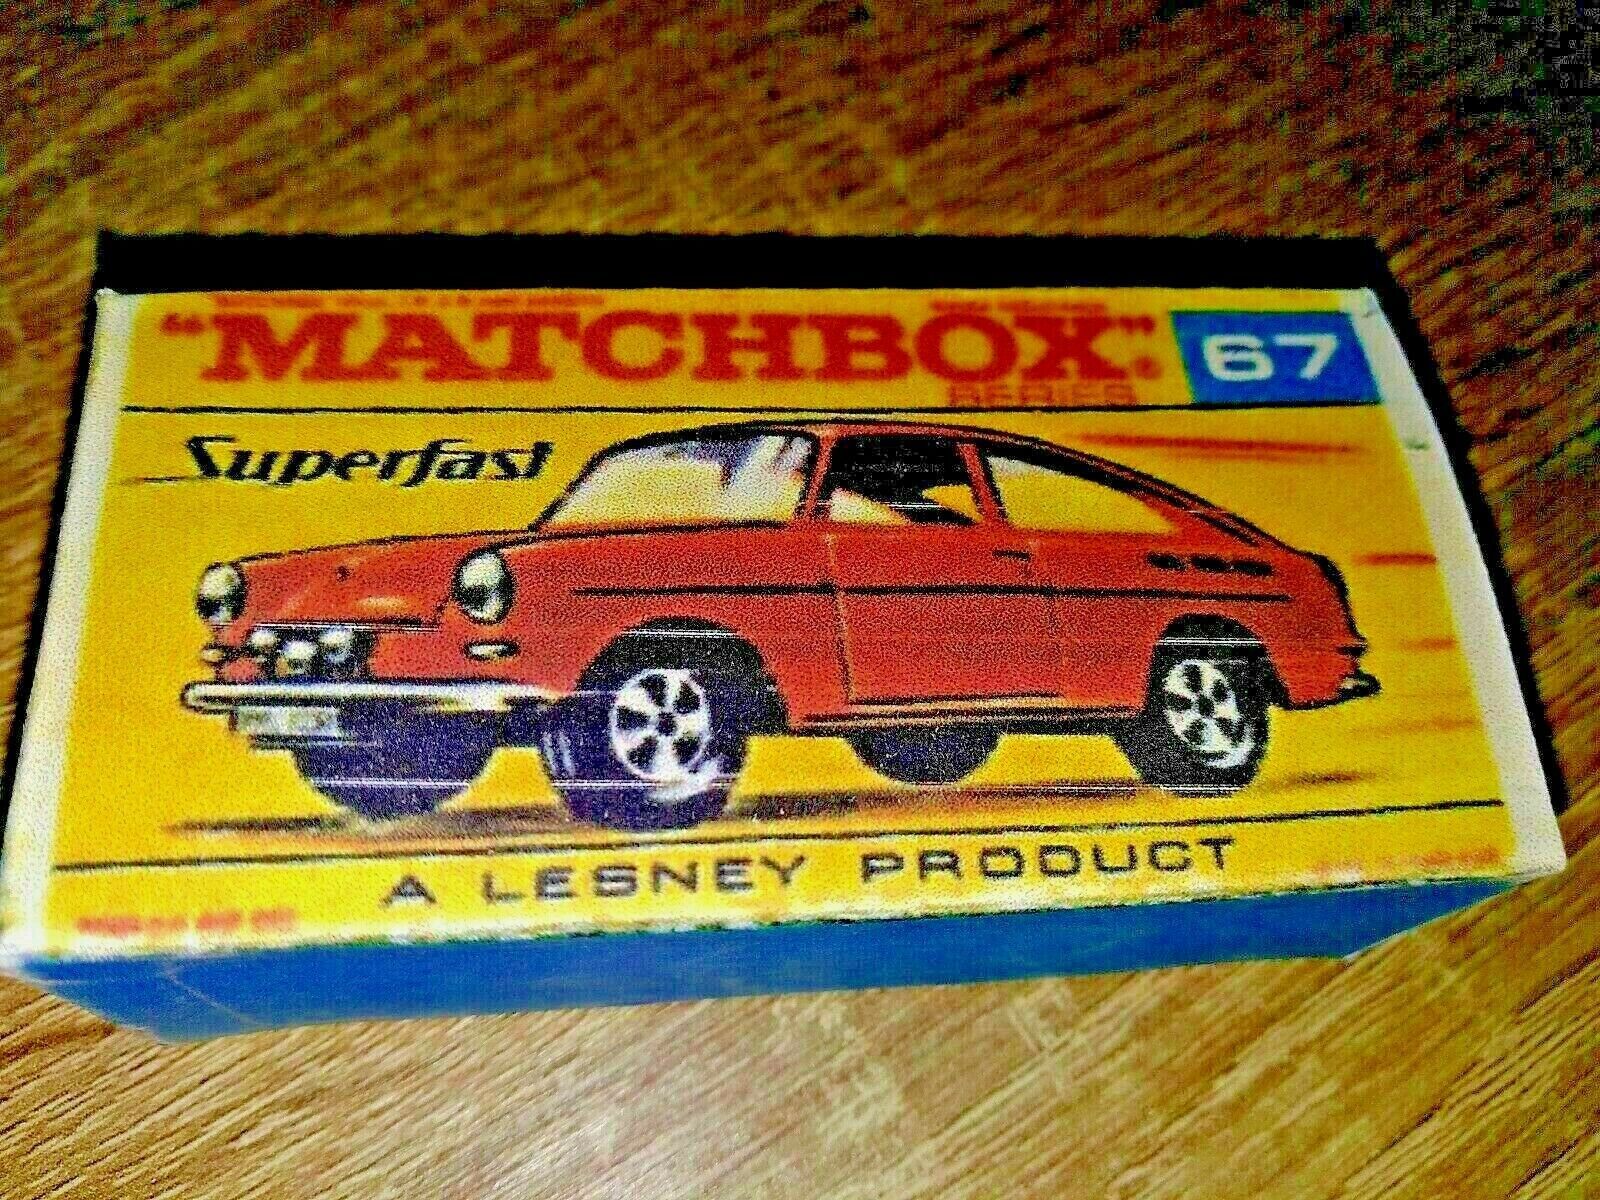 "MATCHBOX"®
SERIES
67
Superfast
A LESNEY PRODUCT